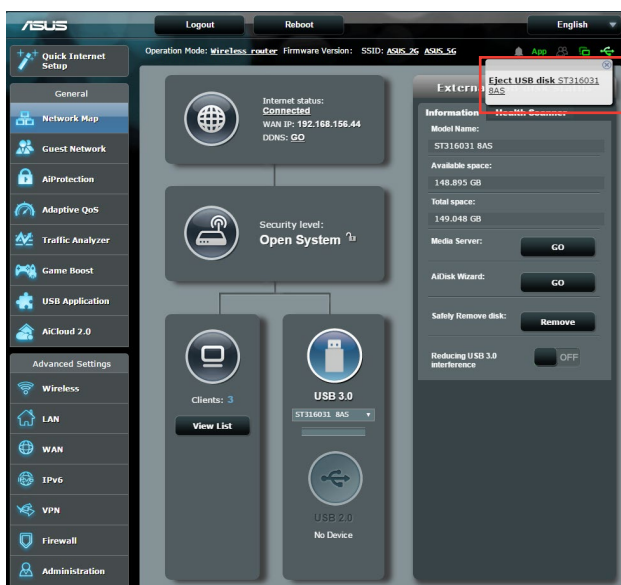 ASUS
Logout
Reboot
English
Quick Internet
Setup
Operation Mode: Wireless router Firmware Version: SSID: ASUS_2G ASUS_5G
App
General
Network Map
Guest Network
AiProtection
Adaptive QoS
Traffic Analyzer
Game Boost
USB Application
AiCloud 2.0
Advanced Settings
Wireless
LAN
WAN
IPv6
VPN
Firewall
Administration
Internet status:
Connected
WAN IP: 192.168.156.44
DDNS: GO
Security level:
Open System
Clients: 3
View List
USB 3.0
ST316031 8AS
USB 2.0
No Device
Eject USB disk ST316031
8AS
Externa
Information
Health Scanner
Model Name:
ST316031 8AS
Available space:
148.895 GB
Total space:
149.048 GB
Media Server:
GO
AiDisk Wizard:
GO
Safely Remove disk:
Remove
Reducing USB 3.0
interference
OFF